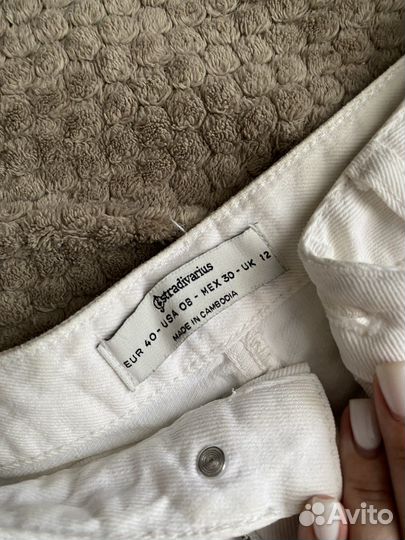 stradivarius
EUR 40 - USA 08 - MEX 30 - UK 12
MADE IN CAMBODIA
Avito